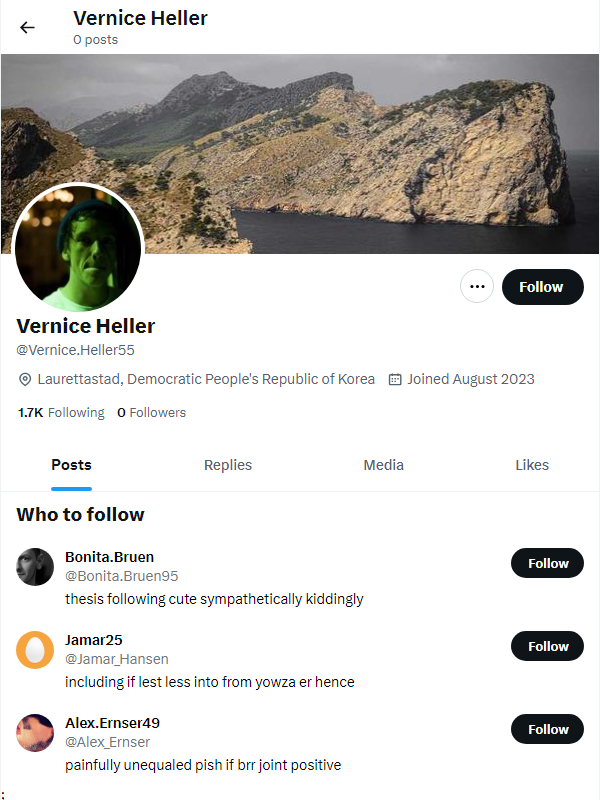 Vernice Heller
0 posts
Follow
Vernice Heller
@Vernice.Heller55
Laurettastad, Democratic People's Republic of Korea Joined August 2023
1.7K Following 0 Followers
Posts Replies Media Likes
Who to follow
Bonita.Bruen
@Bonita.Bruen95
Follow
thesis following cute sympathetically kiddingly
Jamar25
@Jamar_Hansen
Follow
including if lest less into from yowza er hence
Alex.Ernser49
@Alex_Ernser
Follow
painfully unequaled pish if brr joint positive
;